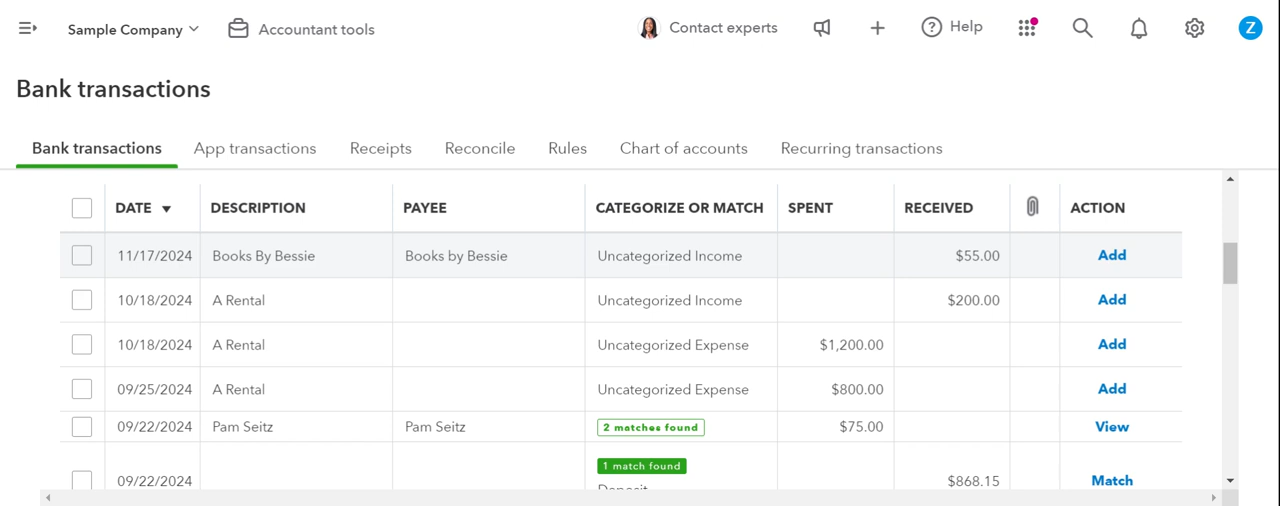 Sample Company Accountant tools Contact experts Help Z
Bank transactions
Bank transactions App transactions Receipts Reconcile Rules Chart of accounts Recurring transactions
DATE DESCRIPTION PAYEE CATEGORIZE OR MATCH SPENT RECEIVED ACTION
11/17/2024 Books By Bessie Books by Bessie Uncategorized Income $55.00 Add
10/18/2024 A Rental Uncategorized Income $200.00 Add
10/18/2024 A Rental Uncategorized Expense $1,200.00 Add
09/25/2024 A Rental Uncategorized Expense $800.00 Add
09/22/2024 Pam Seitz Pam Seitz 2 matches found $75.00 View
1 match found
09/22/2024 Deposit $868.15 Match